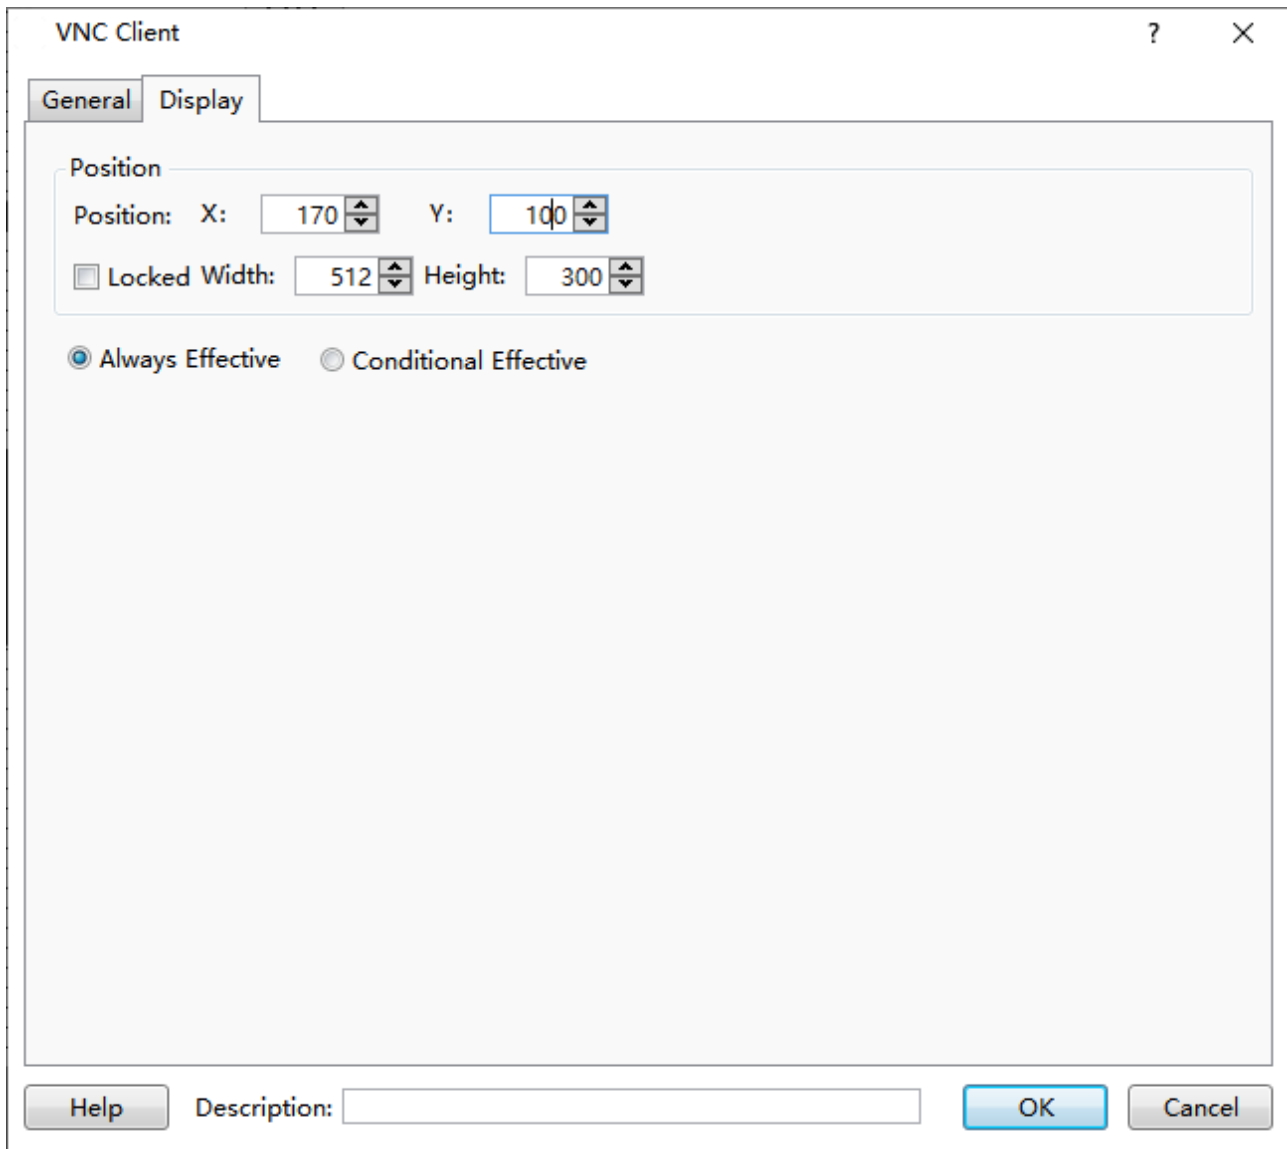 VNC Client ?
General Display
Position
Position: X: 170 Y: 100
Locked Width: 512 Height: 300
Always Effective Conditional Effective
Help Description: OK Cancel